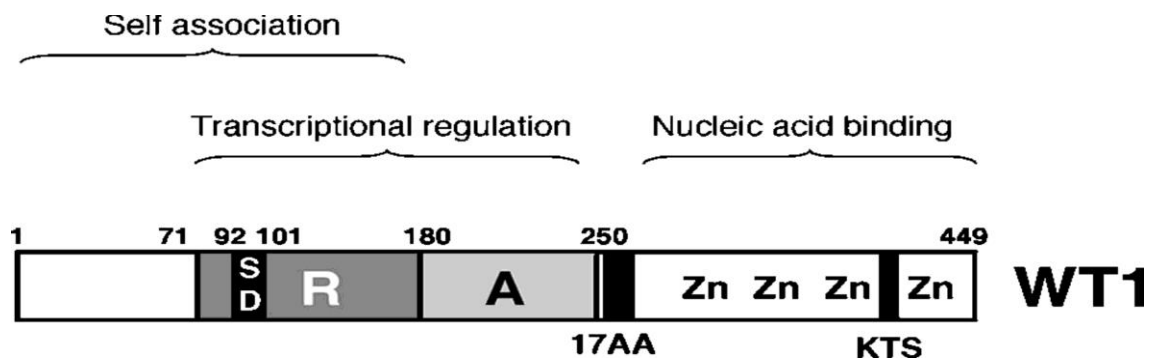 Self association
Transcriptional regulation Nucleic acid binding
1 71 92 101 180 250 449
S
D R A Zn Zn Zn Zn WT1
17AA KTS